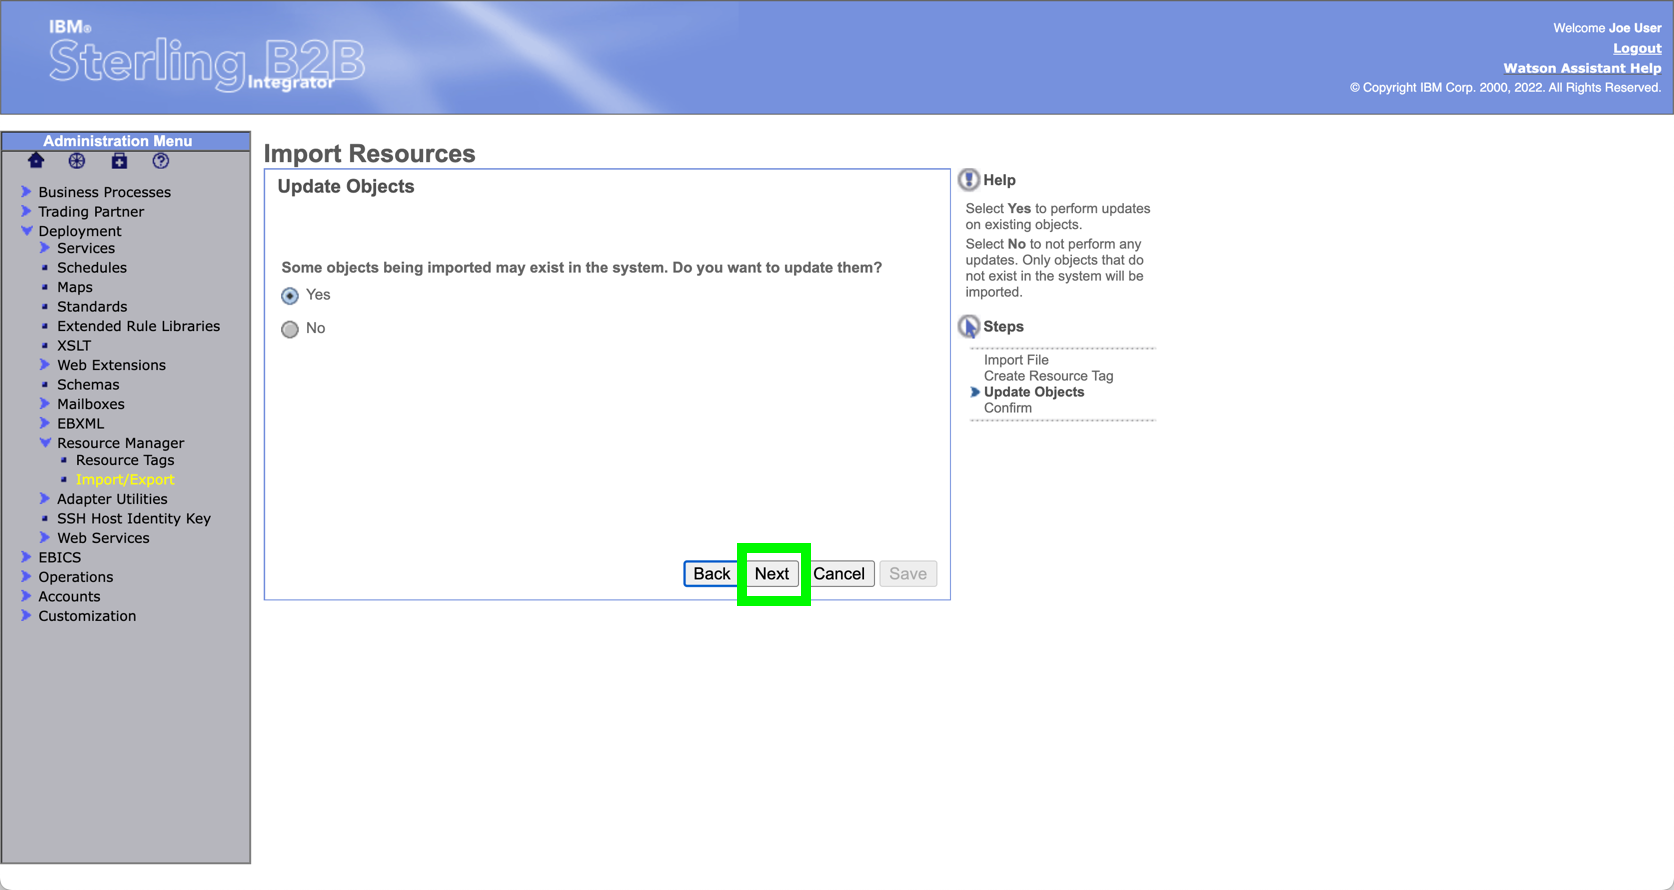 IBM®
Sterling B2B
Integrator
Welcome Joe User
Logout
Watson Assistant Help
© Copyright IBM Corp. 2000, 2022. All Rights Reserved.
Administration Menu
Business Processes
Trading Partner
Deployment
Services
Schedules
Maps
Standards
Extended Rule Libraries
XSLT
Web Extensions
Schemas
Mailboxes
EBXML
Resource Manager
Resource Tags
Import/Export
Adapter Utilities
SSH Host Identity Key
Web Services
EBICS
Operations
Accounts
Customization
Import Resources
Update Objects
Some objects being imported may exist in the system. Do you want to update them?
Yes
No
Back Next Cancel Save
Help
Select Yes to perform updates
on existing objects.
Select No to not perform any
updates. Only objects that do
not exist in the system will be
imported.
Steps
Import File
Create Resource Tag
Update Objects
Confirm